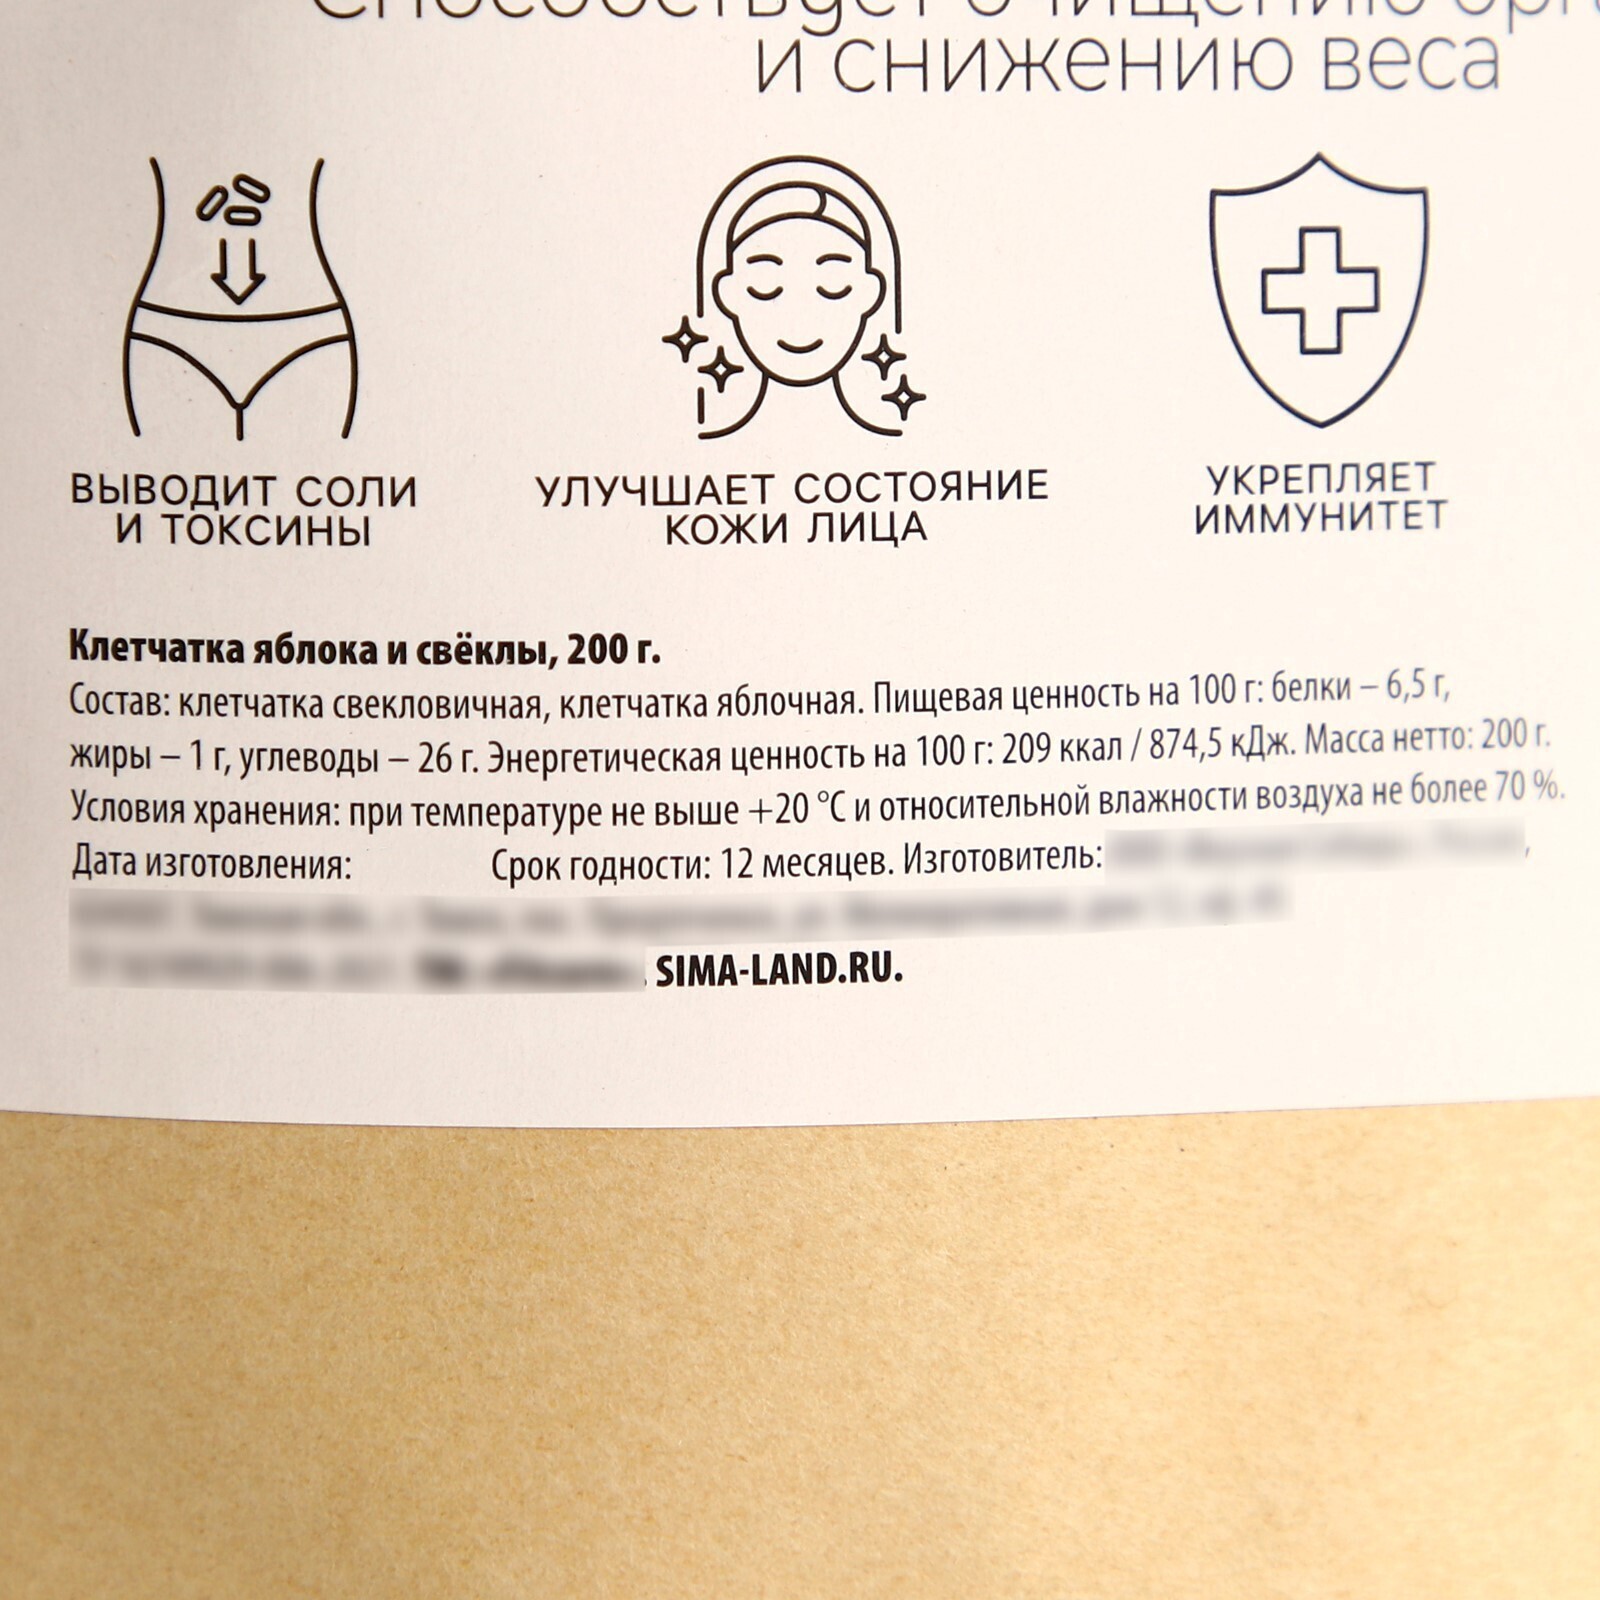 Способствует очищению
и снижению веса
ВЫВОДИТ СОЛИ
И ТОКСИНЫ
УЛУЧШАЕТ СОСТОЯНИЕ
КОЖИ ЛИЦА
УКРЕПЛЯЕТ
ИММУНИТЕТ
Клетчатка яблока и свёклы, 200 г.
Состав: клетчатка свекловичная, клетчатка яблочная. Пищевая ценность на 100 г: белки – 6,5 г,
жиры – 1 г, углеводы – 26 г. Энергетическая ценность на 100 г: 209 ккал / 874,5 кДж. Масса нетто: 200 г.
Условия хранения: при температуре не выше +20 °С и относительной влажности воздуха не более 70 %.
Дата изготовления: Срок годности: 12 месяцев. Изготовитель:
SIMA-LAND.RU.